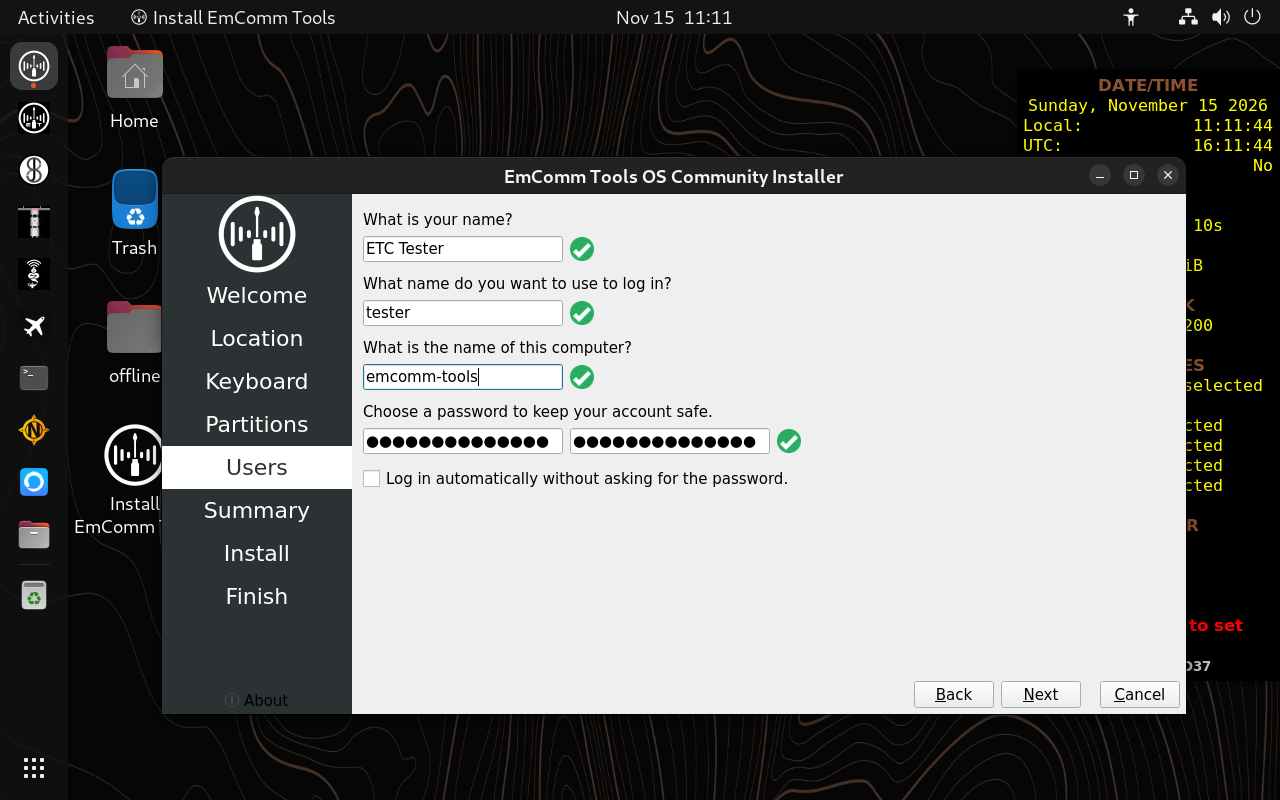 Activities
Install EmComm Tools
Nov 15 11:11
Home
Trash
offline
Install
EmComm
DATE/TIME
Sunday, November 15 2026
Local: 11:11:44
UTC: 16:11:44
No
10s
iB
K
200
ES
selected
cted
cted
cted
cted
R
to set
037
EmComm Tools OS Community Installer
Welcome
Location
Keyboard
Partitions
Users
Summary
Install
Finish
About
What is your name?
ETC Tester
What name do you want to use to log in?
tester
What is the name of this computer?
emcomm-tools
Choose a password to keep your account safe.
Log in automatically without asking for the password.
Back
Next
Cancel